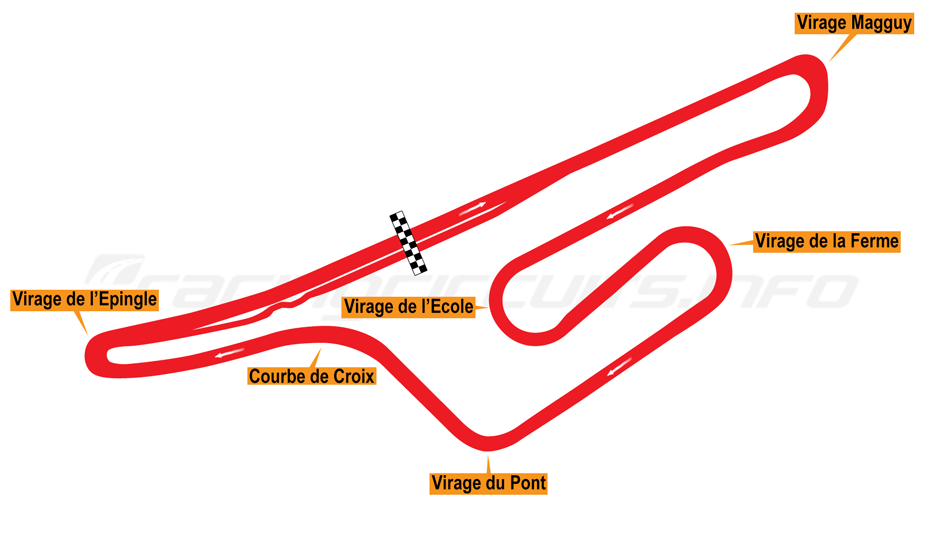 Virage Magguy
Virage de la Ferme
racingcircuits.info
Virage de l'Epingle
Virage de l'Ecole
Courbe de Croix
Virage du Pont